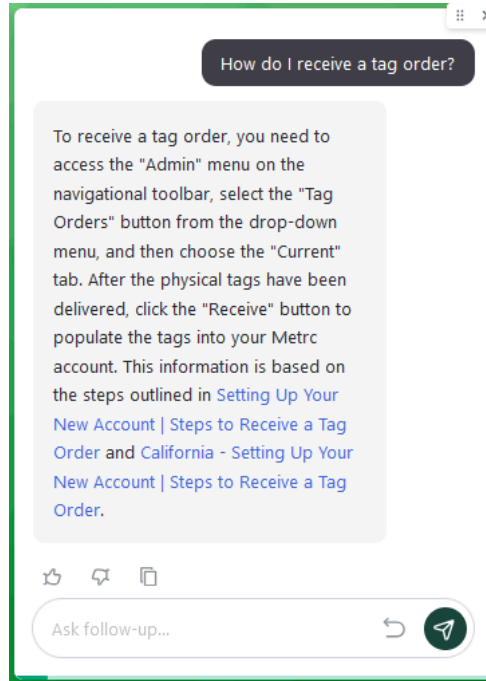 How do I receive a tag order?
To receive a tag order, you need to
access the "Admin" menu on the
navigational toolbar, select the "Tag
Orders" button from the drop-down
menu, and then choose the "Current"
tab. After the physical tags have been
delivered, click the "Receive" button to
populate the tags into your Metrc
account. This information is based on
the steps outlined in Setting Up Your
New Account | Steps to Receive a Tag
Order and California - Setting Up Your
New Account | Steps to Receive a Tag
Order.
Ask follow-up...